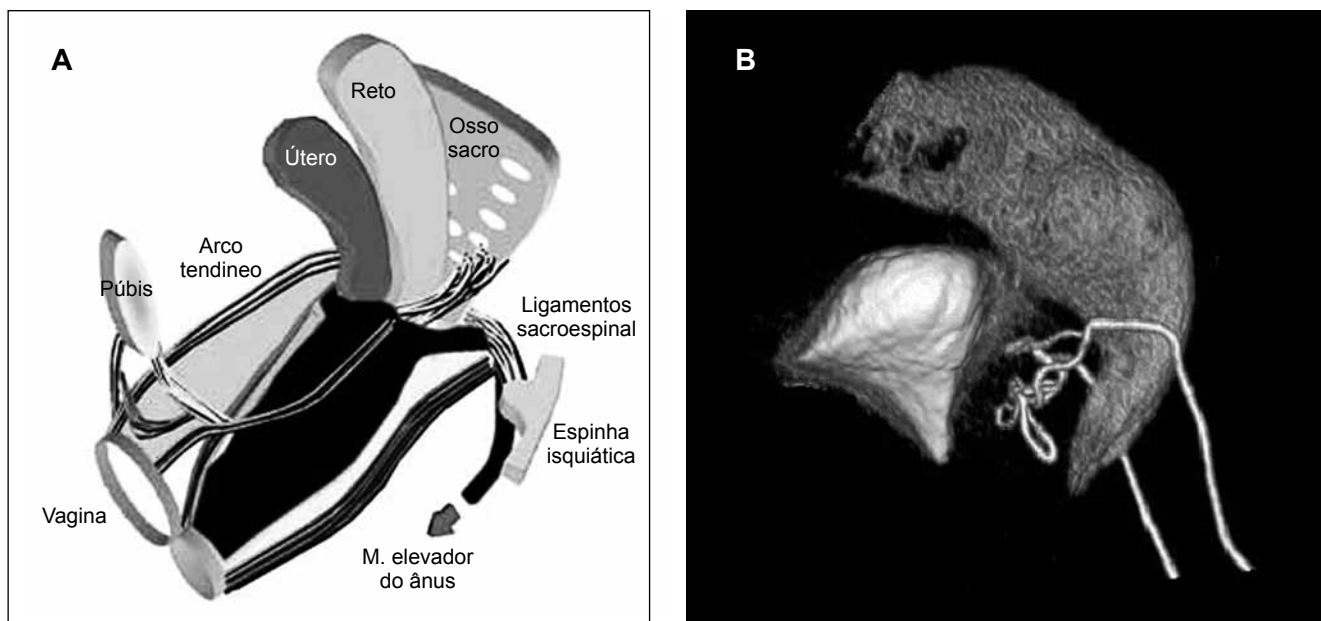 A
B
Reto
Osso
sacro
Útero
Arco
tendineo
Púbis
Ligamentos
sacroespinal
Espinha
isquiática
Vagina
M. elevador
do ânus